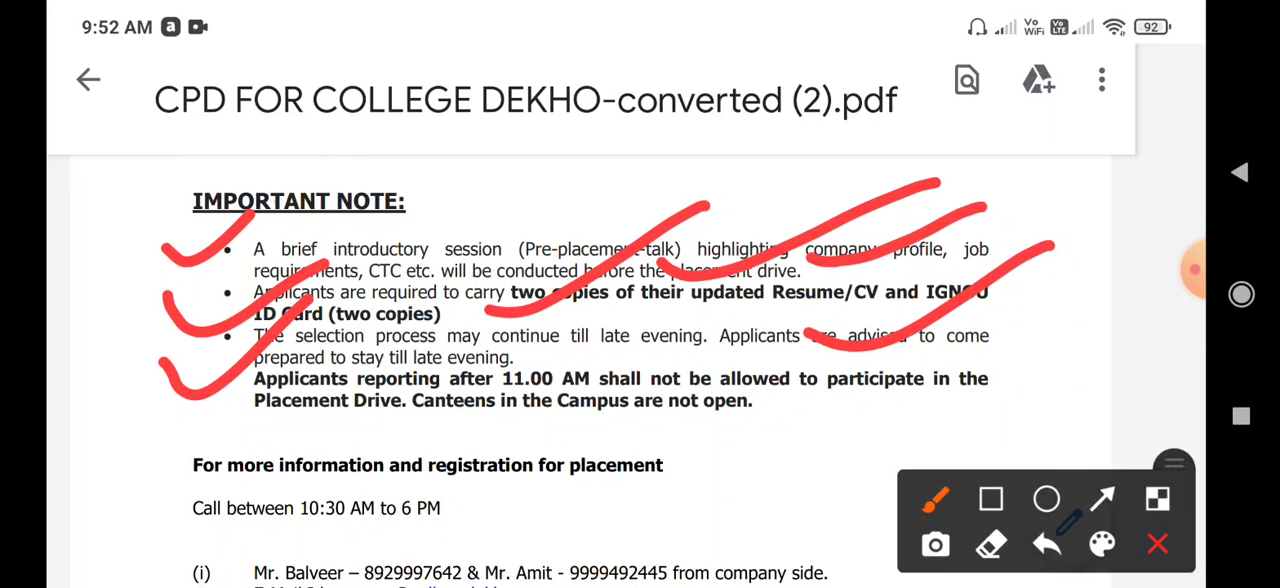 9:52 AM
Vo WiFi Vo LTE 92
CPD FOR COLLEGE DEKHO-converted (2).pdf
IMPORTANT NOTE:
• A brief introductory session (Pre-placement-talk) highlighting company profile, job
requirements, CTC etc. will be conducted before the placement drive.
• Applicants are required to carry two copies of their updated Resume/CV and IGNOU
ID Card (two copies)
• The selection process may continue till late evening. Applicants are advised to come
prepared to stay till late evening.
Applicants reporting after 11.00 AM shall not be allowed to participate in the
Placement Drive. Canteens in the Campus are not open.
For more information and registration for placement
Call between 10:30 AM to 6 PM
(i) Mr. Balveer – 8929997642 & Mr. Amit - 9999492445 from company side.